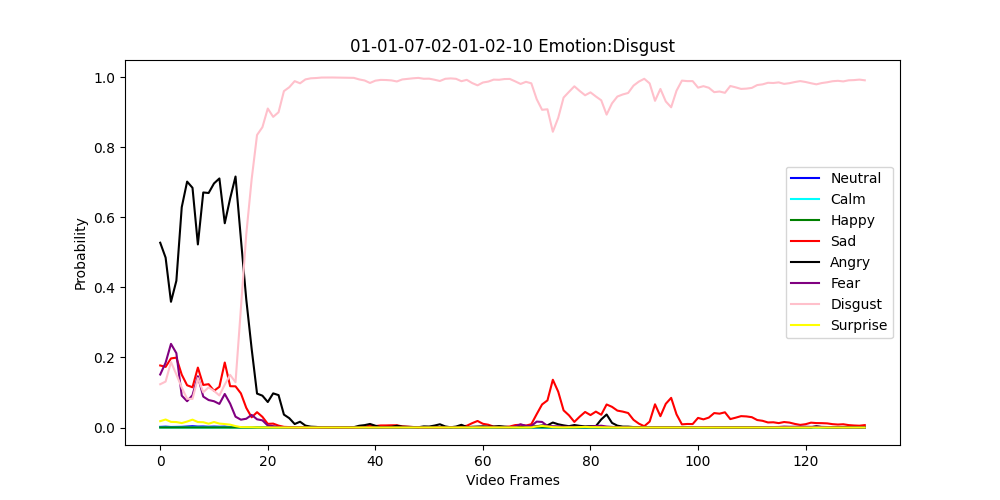 01-01-07-02-01-02-10 Emotion:Disgust
1.0
0.8
0.6
0.4
0.2
0.0
Probability
0
20
40
60
80
100
120
Video Frames
Neutral
Calm
Happy
Sad
Angry
Fear
Disgust
Surprise